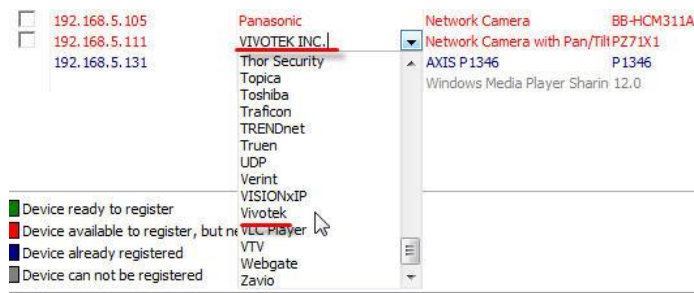 192.168.5.105 Panasonic Network Camera BB-HCM311A
192.168.5.111 VIVOTEK INC. Network Camera with Pan/Tilt PZ71X1
192.168.5.131 AXIS P1346 P1346
Windows Media Player Sharin 12.0
Thor Security
Topica
Toshiba
Traficon
TRENDnet
Truen
UDP
Verint
VISIONxIP
Vivotek
VLC Player
VTV
Webgate
Zavio
Device ready to register
Device available to register, but ne
Device already registered
Device can not be registered